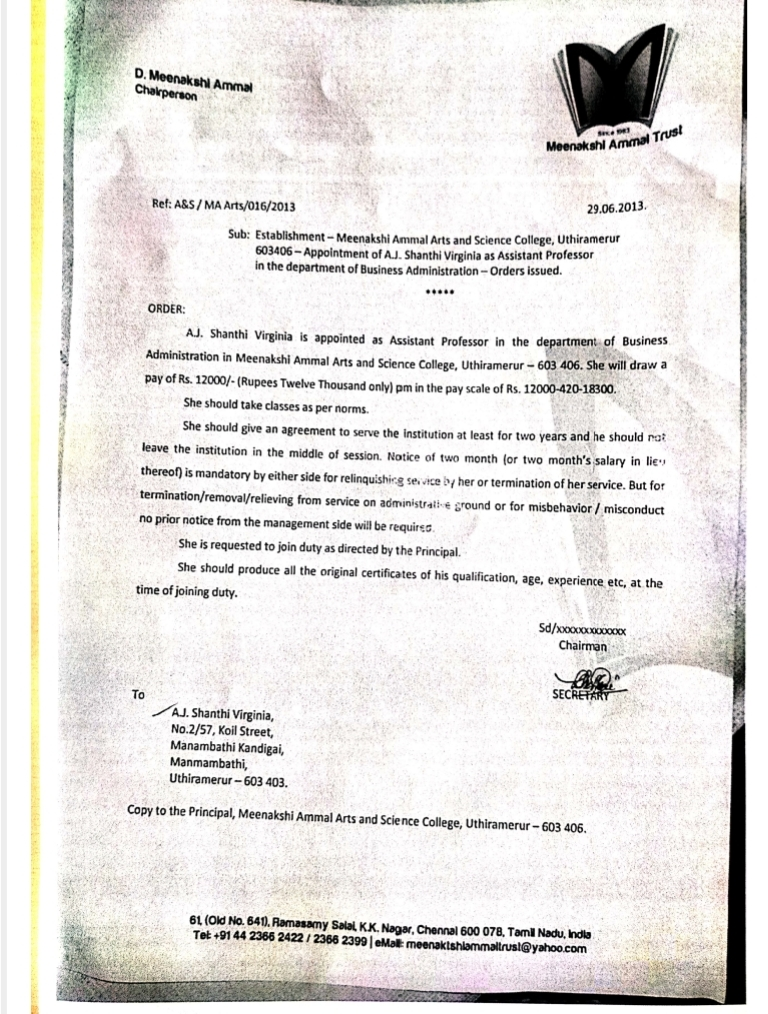 D. Meenakshi Ammal
Chairperson
Since 1983
Meenakshi Ammal Trust
Ref: A&S / MA Arts/016/2013
29.06.2013.
Sub: Establishment – Meenakshi Ammal Arts and Science College, Uthiramerur
603406 – Appointment of A.J. Shanthi Virginia as Assistant Professor
in the department of Business Administration – Orders issued.
*****
ORDER:
A.J. Shanthi Virginia is appointed as Assistant Professor in the department of Business
Administration in Meenakshi Ammal Arts and Science College, Uthiramerur – 603 406. She will draw a
pay of Rs. 12000/- (Rupees Twelve Thousand only) pm in the pay scale of Rs. 12000-420-18300.
She should take classes as per norms.
She should give an agreement to serve the institution at least for two years and he should not
leave the institution in the middle of session. Notice of two month (or two month's salary in lieu
thereof) is mandatory by either side for relinquishing service by her or termination of her service. But for
termination/removal/relieving from service on administrative ground or for misbehavior / misconduct
no prior notice from the management side will be required.
She is requested to join duty as directed by the Principal.
She should produce all the original certificates of his qualification, age, experience etc, at the
time of joining duty.
Sd/xxxxxxxxxxxxx
Chairman
SECRETARY
To
A.J. Shanthi Virginia,
No.2/57, Koil Street,
Manambathi Kandigai,
Manmambathi,
Uthiramerur – 603 403.
Copy to the Principal, Meenakshi Ammal Arts and Science College, Uthiramerur – 603 406.
61, (Old No. 641), Ramasamy Salai, K.K. Nagar, Chennai 600 078, Tamil Nadu, India
Tel: +91 44 2366 2422 / 2366 2399 | eMail: meenakshiammaltrust@yahoo.com